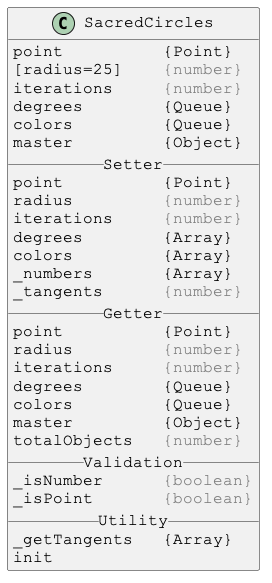 C SacredCircles
point {Point}
[radius=25] {number}
iterations {number}
degrees {Queue}
colors {Queue}
master {Object}
Setter
point {Point}
radius {number}
iterations {number}
degrees {Array}
colors {Array}
_numbers {Array}
_tangents {number}
Getter
point {Point}
radius {number}
iterations {number}
degrees {Queue}
colors {Queue}
master {Object}
totalObjects {number}
Validation
_isNumber {boolean}
_isPoint {boolean}
Utility
_getTangents {Array}
init